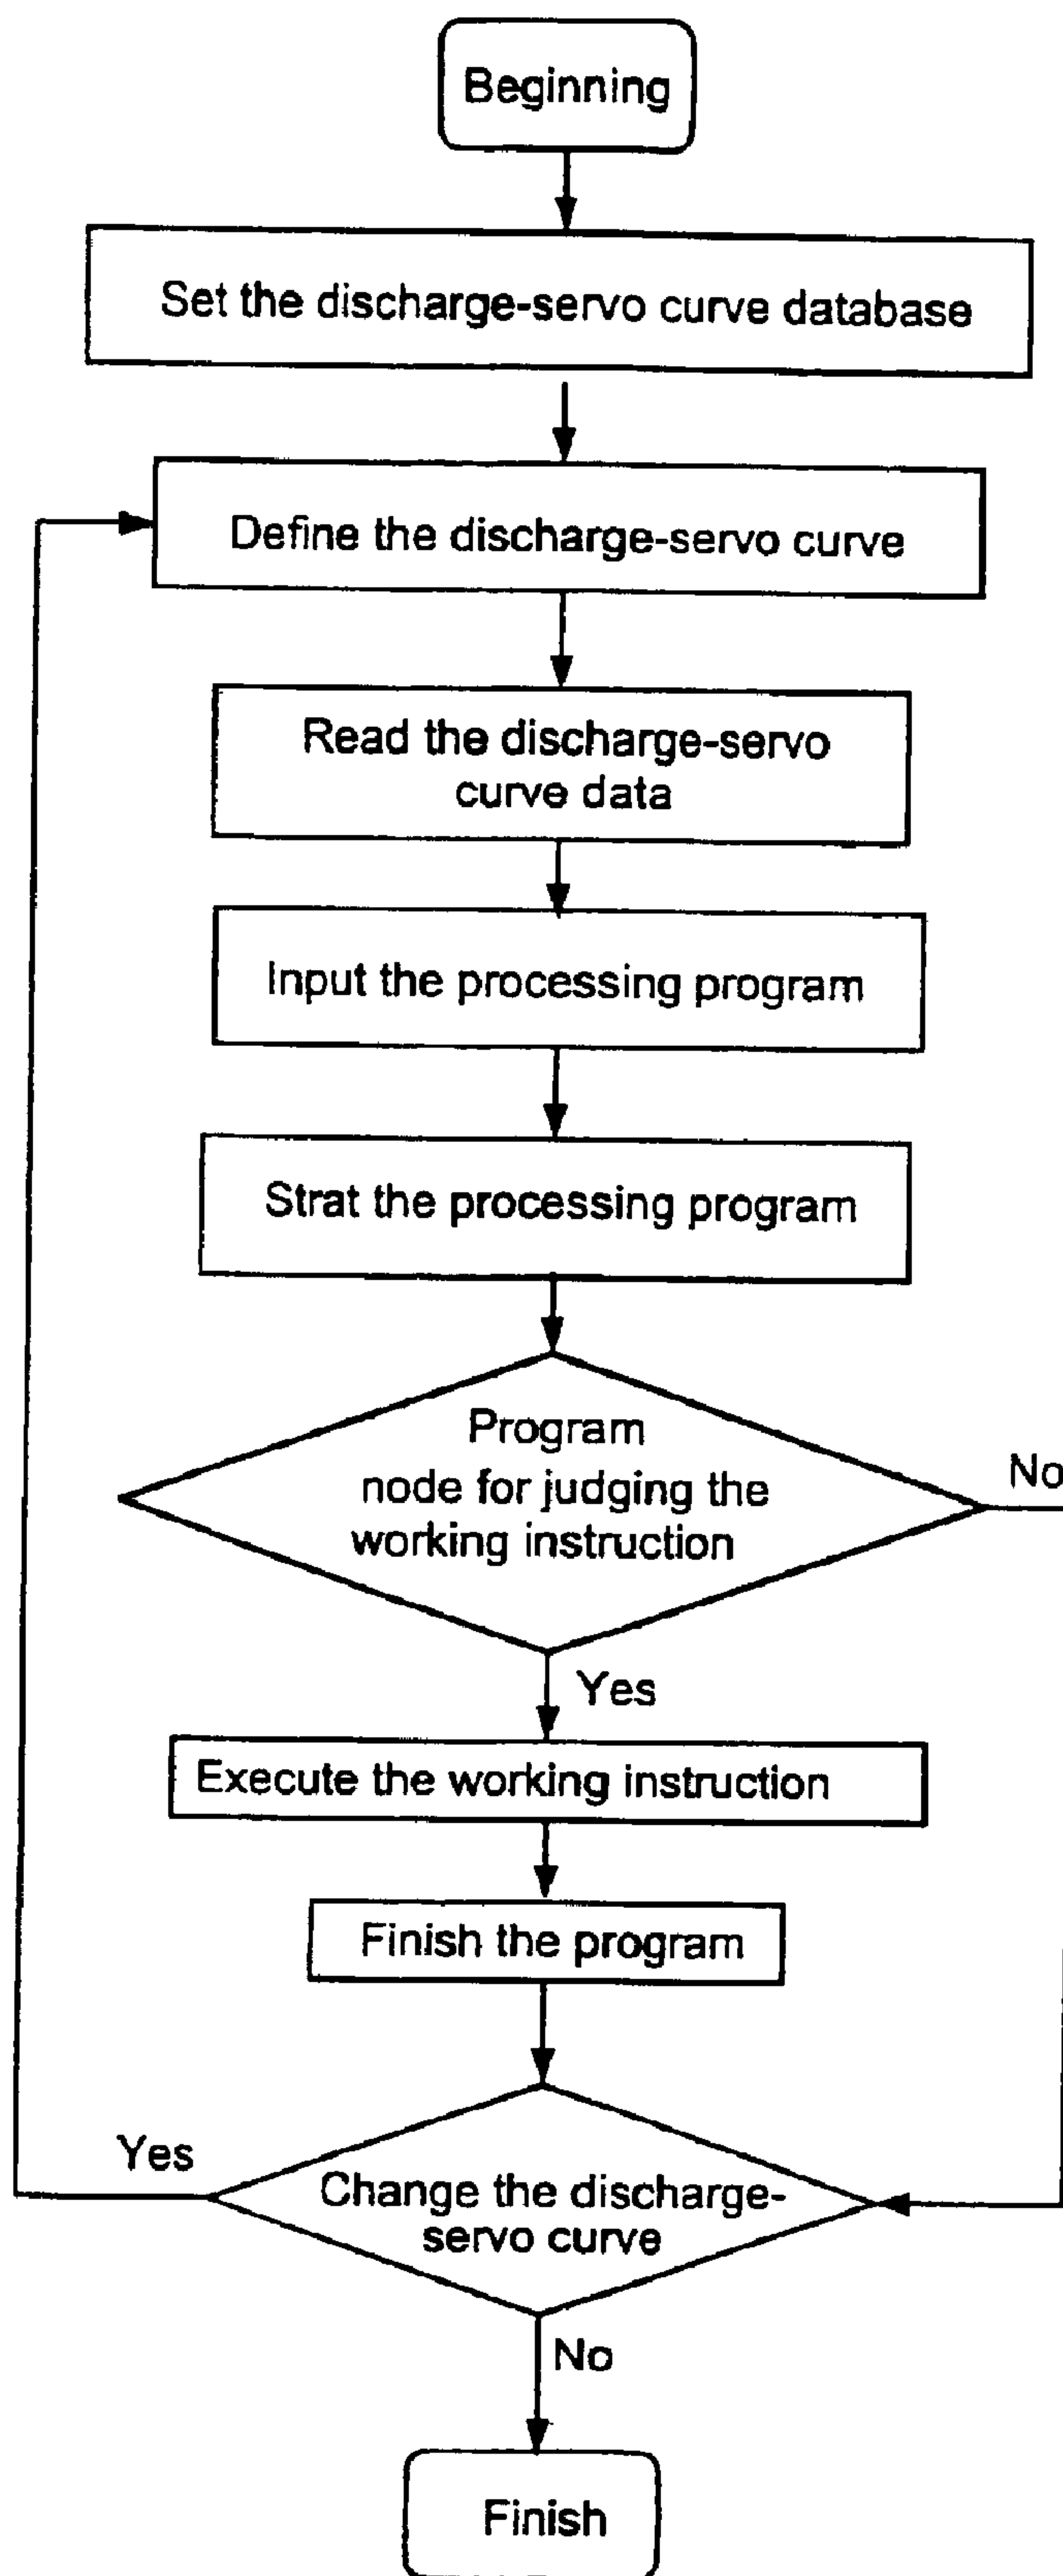 Beginning
Set the discharge-servo curve database
Define the discharge-servo curve
Read the discharge-servo
curve data
Input the processing program
Strat the processing program
Program
node for judging the
working instruction
No
Yes
Execute the working instruction
Finish the program
Yes
Change the discharge-
servo curve
No
Finish